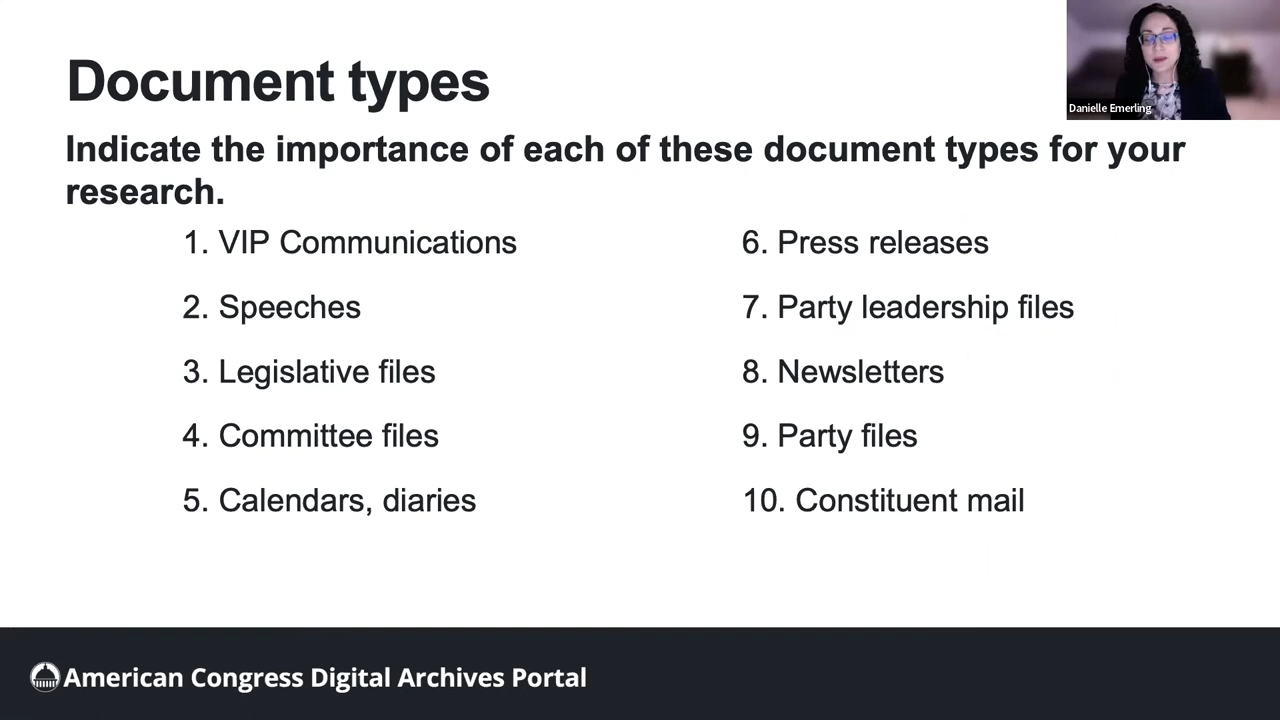 Document types
Danielle Emerling
Indicate the importance of each of these document types for your
research.
1. VIP Communications
2. Speeches
3. Legislative files
4. Committee files
5. Calendars, diaries
6. Press releases
7. Party leadership files
8. Newsletters
9. Party files
10. Constituent mail
American Congress Digital Archives Portal